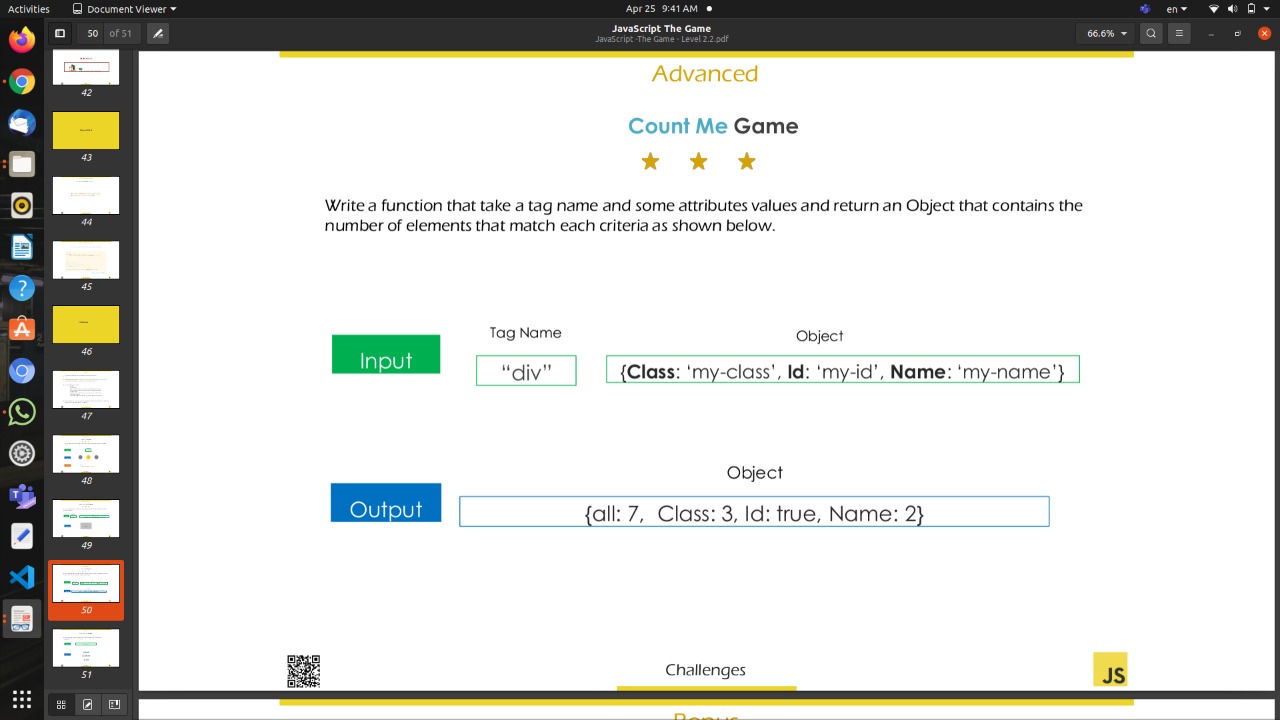 Activities
Document Viewer
Apr 25 9:41 AM
en
50 of 51
JavaScript The Game
JavaScript -The Game - Level 2.2.pdf
66.6%
42
43
44
45
46
47
48
49
50
51
Advanced
Count Me Game
Write a function that take a tag name and some attributes values and return an Object that contains the
number of elements that match each criteria as shown below.
Tag Name
Object
Input
“div”
{Class: ‘my-class’, Id: ‘my-id’, Name: ‘my-name’}
Object
Output
{all: 7, Class: 3, Id: true, Name: 2}
Challenges
JS